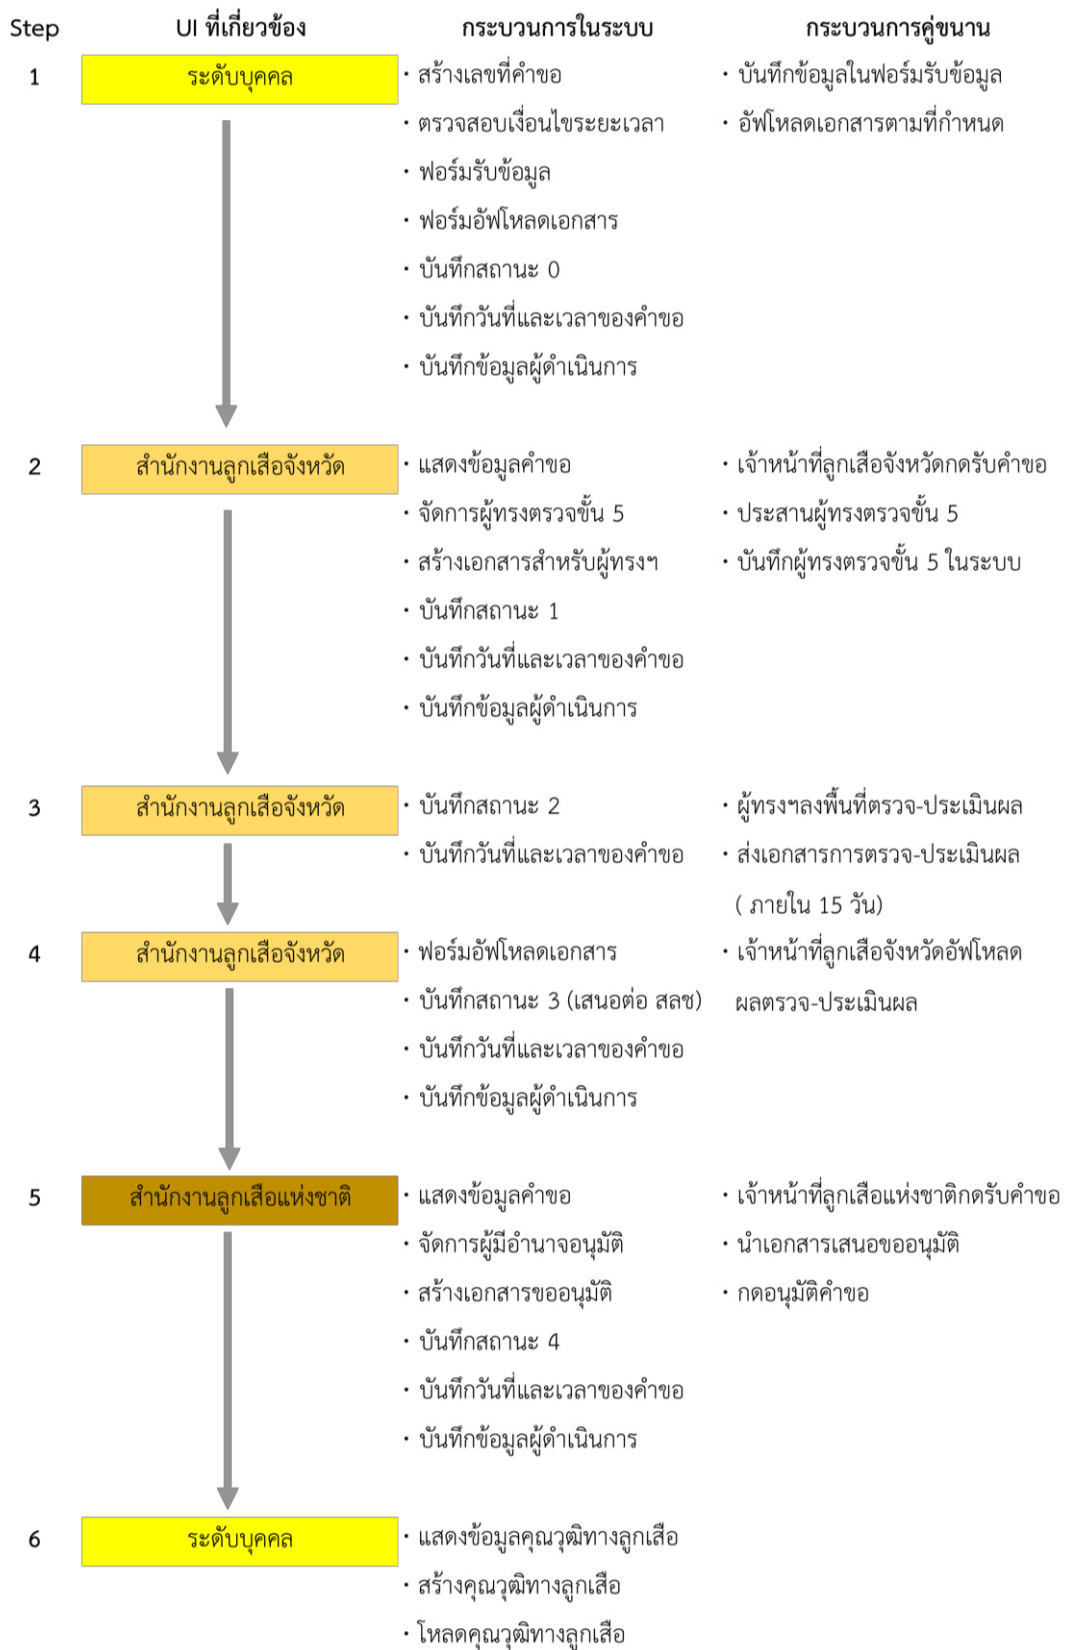 Step UI ที่เกี่ยวข้อง กระบวนการในระบบ กระบวนการคู่ขนาน
1 ระดับบุคคล · สร้างเลขที่คำขอ · บันทึกข้อมูลในฟอร์มรับข้อมูล
· ตรวจสอบเงื่อนไขระยะเวลา · อัฟโหลดเอกสารตามที่กำหนด
· ฟอร์มรับข้อมูล
· ฟอร์มอัฟโหลดเอกสาร
· บันทึกสถานะ 0
· บันทึกวันที่และเวลาของคำขอ
· บันทึกข้อมูลผู้ดำเนินการ
2 สำนักงานลูกเสือจังหวัด · แสดงข้อมูลคำขอ · เจ้าหน้าที่ลูกเสือจังหวัดกดรับคำขอ
· จัดการผู้ทรงตรวจขั้น 5 · ประสานผู้ทรงตรวจขั้น 5
· สร้างเอกสารสำหรับผู้ทรงฯ · บันทึกผู้ทรงตรวจขั้น 5 ในระบบ
· บันทึกสถานะ 1
· บันทึกวันที่และเวลาของคำขอ
· บันทึกข้อมูลผู้ดำเนินการ
3 สำนักงานลูกเสือจังหวัด · บันทึกสถานะ 2 · ผู้ทรงฯลงพื้นที่ตรวจ-ประเมินผล
· บันทึกวันที่และเวลาของคำขอ · ส่งเอกสารการตรวจ-ประเมินผล
( ภายใน 15 วัน)
4 สำนักงานลูกเสือจังหวัด · ฟอร์มอัฟโหลดเอกสาร · เจ้าหน้าที่ลูกเสือจังหวัดอัฟโหลด
· บันทึกสถานะ 3 (เสนอต่อ สลช) ผลตรวจ-ประเมินผล
· บันทึกวันที่และเวลาของคำขอ
· บันทึกข้อมูลผู้ดำเนินการ
5 สำนักงานลูกเสือแห่งชาติ · แสดงข้อมูลคำขอ · เจ้าหน้าที่ลูกเสือแห่งชาติกดรับคำขอ
· จัดการผู้มีอำนาจอนุมัติ · นำเอกสารเสนอขออนุมัติ
· สร้างเอกสารขออนุมัติ · กดอนุมัติคำขอ
· บันทึกสถานะ 4
· บันทึกวันที่และเวลาของคำขอ
· บันทึกข้อมูลผู้ดำเนินการ
6 ระดับบุคคล · แสดงข้อมูลคุณวุฒิทางลูกเสือ
· สร้างคุณวุฒิทางลูกเสือ
· โหลดคุณวุฒิทางลูกเสือ